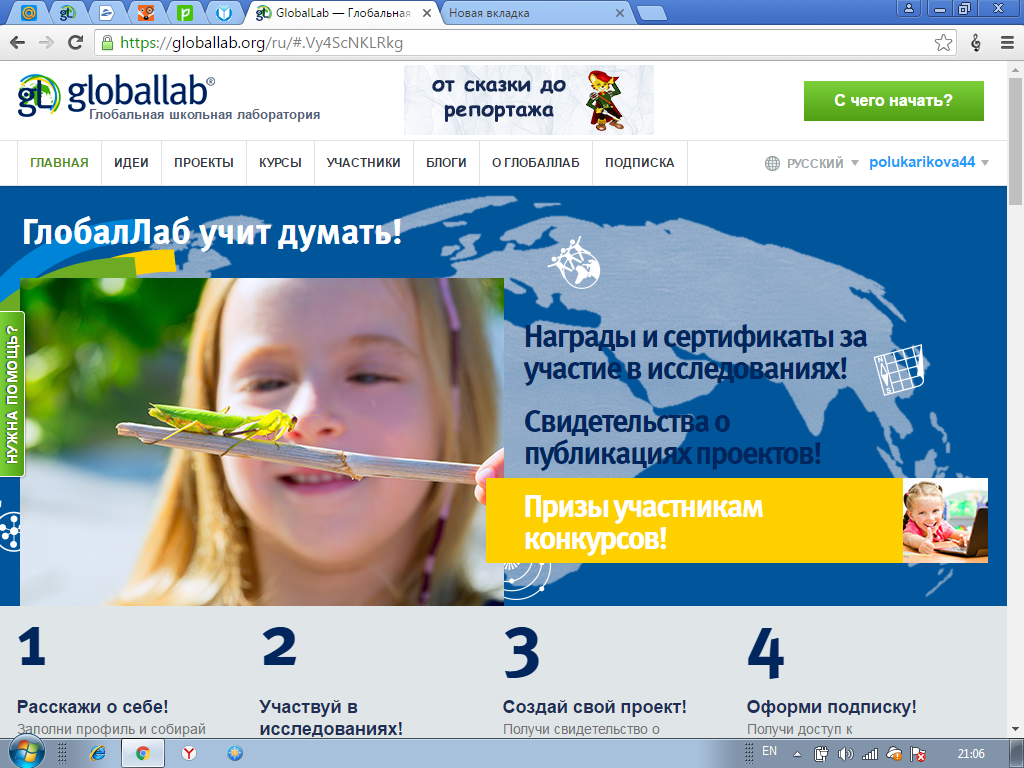 GlobalLab — Глобальная
Новая вкладка
https://globallab.org/ru/#.Vy4ScNKLRkg
gL globallab®
Глобальная школьная лаборатория
от сказки до
репортажа
С чего начать?
ГЛАВНАЯ
ИДЕИ
ПРОЕКТЫ
КУРСЫ
УЧАСТНИКИ
БЛОГИ
О ГЛОБАЛЛАБ
ПОДПИСКА
РУССКИЙ
polukarikova44
ГлобалЛаб учит думать!
НУЖНА ПОМОЩЬ?
Награды и сертификаты за
участие в исследованиях!
Свидетельства о
публикациях проектов!
Призы участникам
конкурсов!
1
Расскажи о себе!
Заполни профиль и собирай
2
Участвуй в
исследованиях!
3
Создай свой проект!
Получи свидетельство о
4
Оформи подписку!
Получи доступ к
EN
21:06